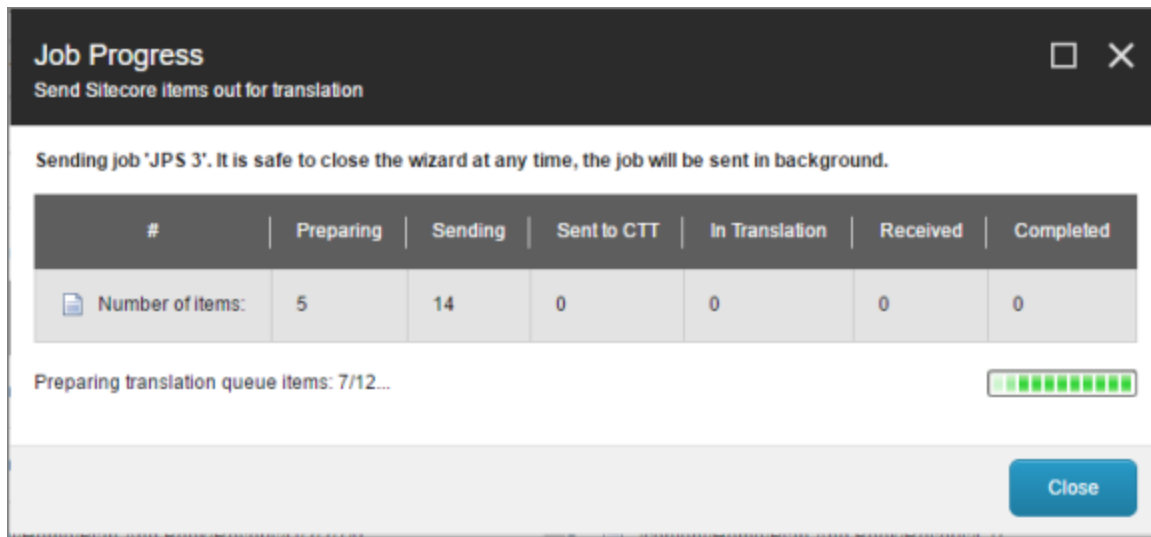 Job Progress
Send Sitecore items out for translation
Sending job 'JPS 3'. It is safe to close the wizard at any time, the job will be sent in background.
# Preparing Sending Sent to CTT In Translation Received Completed
Number of items: 5 14 0 0 0 0
Preparing translation queue items: 7/12...
Close